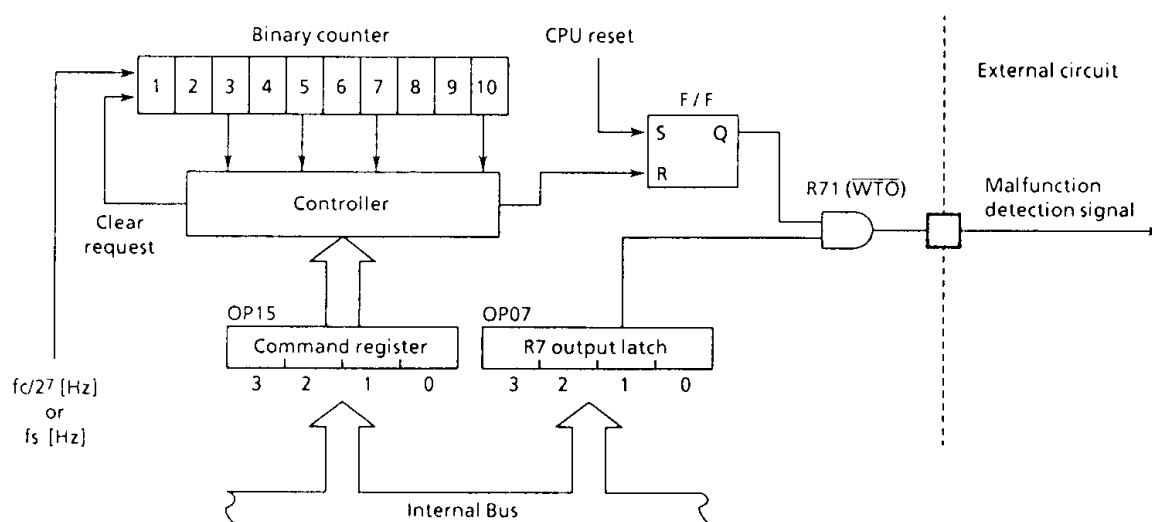 Binary counter
CPU reset
External circuit
1 2 3 4 5 6 7 8 9 10
F / F
S Q
R
R71 (W̅T̅O̅)
Controller
Malfunction
detection signal
Clear
request
OP15
OP07
Command register
R7 output latch
3 2 1 0
3 2 1 0
fc/2⁷ [Hz]
or
fs [Hz]
Internal Bus